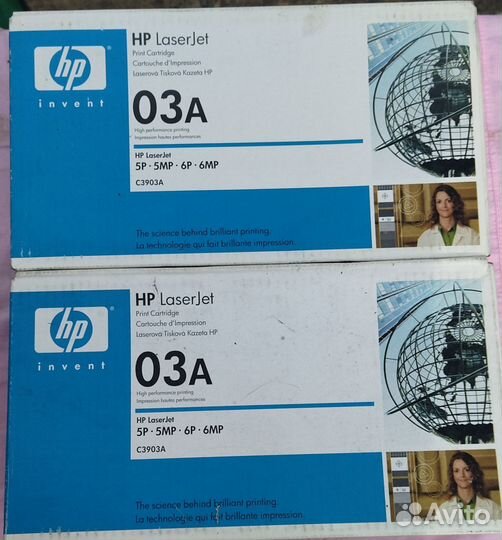 hp
invent
HP LaserJet
Print Cartridge
Cartouche d'Impression
Laserová Tisková Kazeta HP
03A
High performance printing
Impression hautes performances
HP LaserJet
5P · 5MP · 6P · 6MP
C3903A
The science behind brilliant printing.
La technologie qui fait brillante impression.
hp
invent
HP LaserJet
Print Cartridge
Cartouche d'Impression
Laserová Tisková Kazeta HP
03A
High performance printing
Impression hautes performances
HP LaserJet
5P · 5MP · 6P · 6MP
C3903A
The science behind brilliant printing.
La technologie qui fait brillante impression.
Avito